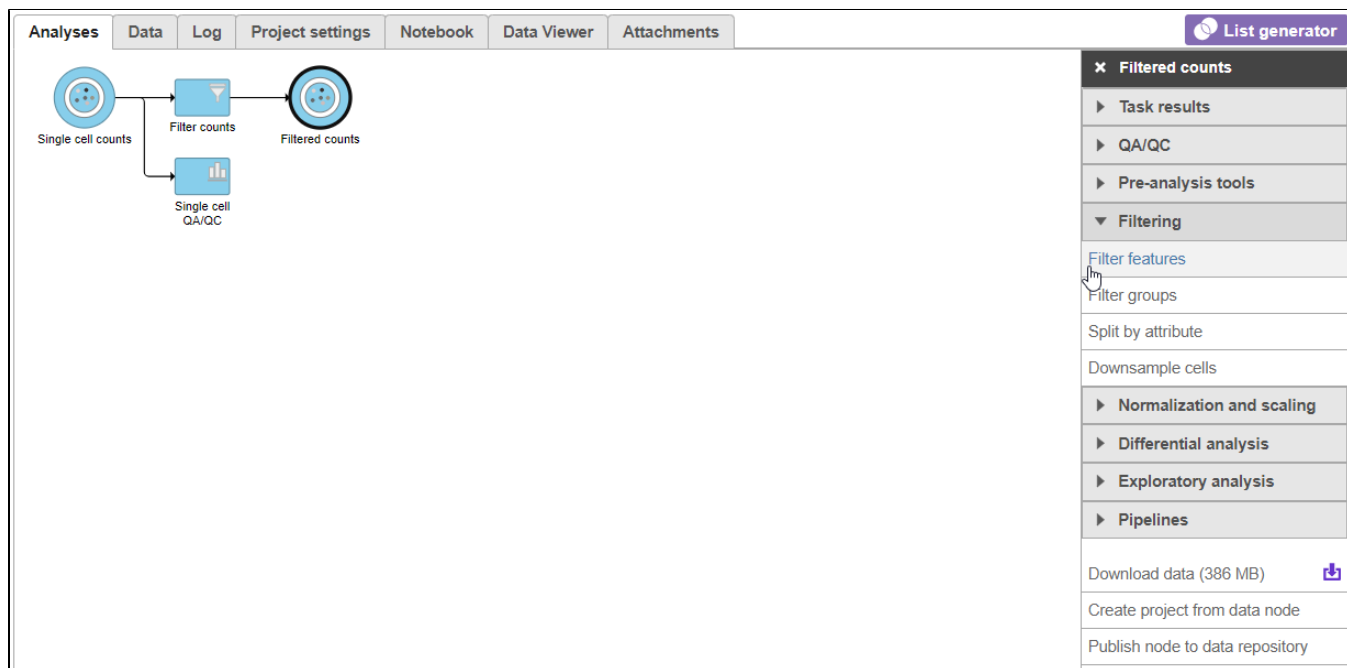 Analyses Data Log Project settings Notebook Data Viewer Attachments List generator
Single cell counts
Filter counts
Filtered counts
Single cell
QA/QC
Filtered counts
Task results
QA/QC
Pre-analysis tools
Filtering
Filter features
Filter groups
Split by attribute
Downsample cells
Normalization and scaling
Differential analysis
Exploratory analysis
Pipelines
Download data (386 MB)
Create project from data node
Publish node to data repository